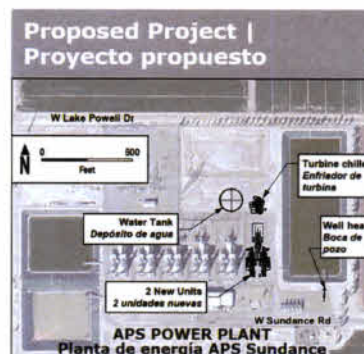 Proposed Project |
Proyecto propuesto
W Lake Powell Dr
N
0 500
Feet
Turbine chille
Enfriador de
turbina
Water Tank
Depósito de agua
Well hea
Boca de
pozo
2 New Units
2 unidades nuevas
W Sundance Rd
APS POWER PLANT
Planta de energía APS Sundance